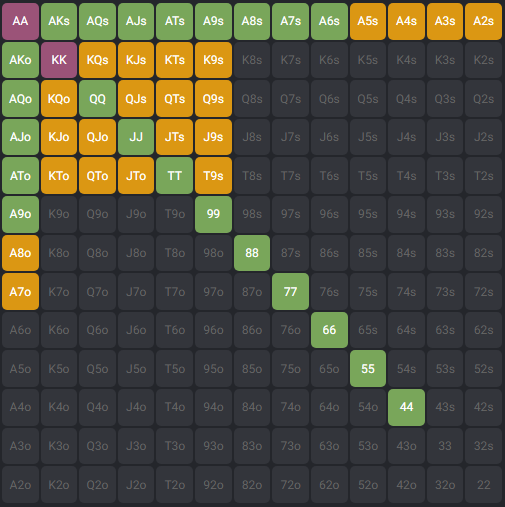 AA AKs AQs AJs ATs A9s A8s A7s A6s A5s A4s A3s A2s
AKo KK KQs KJs KTs K9s K8s K7s K6s K5s K4s K3s K2s
AQo KQo QQ QJs QTs Q9s Q8s Q7s Q6s Q5s Q4s Q3s Q2s
AJo KJo QJo JJ JTs J9s J8s J7s J6s J5s J4s J3s J2s
ATo KTo QTo JTo TT T9s T8s T7s T6s T5s T4s T3s T2s
A9o K9o Q9o J9o T9o 99 98s 97s 96s 95s 94s 93s 92s
A8o K8o Q8o J8o T8o 98o 88 87s 86s 85s 84s 83s 82s
A7o K7o Q7o J7o T7o 97o 87o 77 76s 75s 74s 73s 72s
A6o K6o Q6o J6o T6o 96o 86o 76o 66 65s 64s 63s 62s
A5o K5o Q5o J5o T5o 95o 85o 75o 65o 55 54s 53s 52s
A4o K4o Q4o J4o T4o 94o 84o 74o 64o 54o 44 43s 42s
A3o K3o Q3o J3o T3o 93o 83o 73o 63o 53o 43o 33 32s
A2o K2o Q2o J2o T2o 92o 82o 72o 62o 52o 42o 32o 22